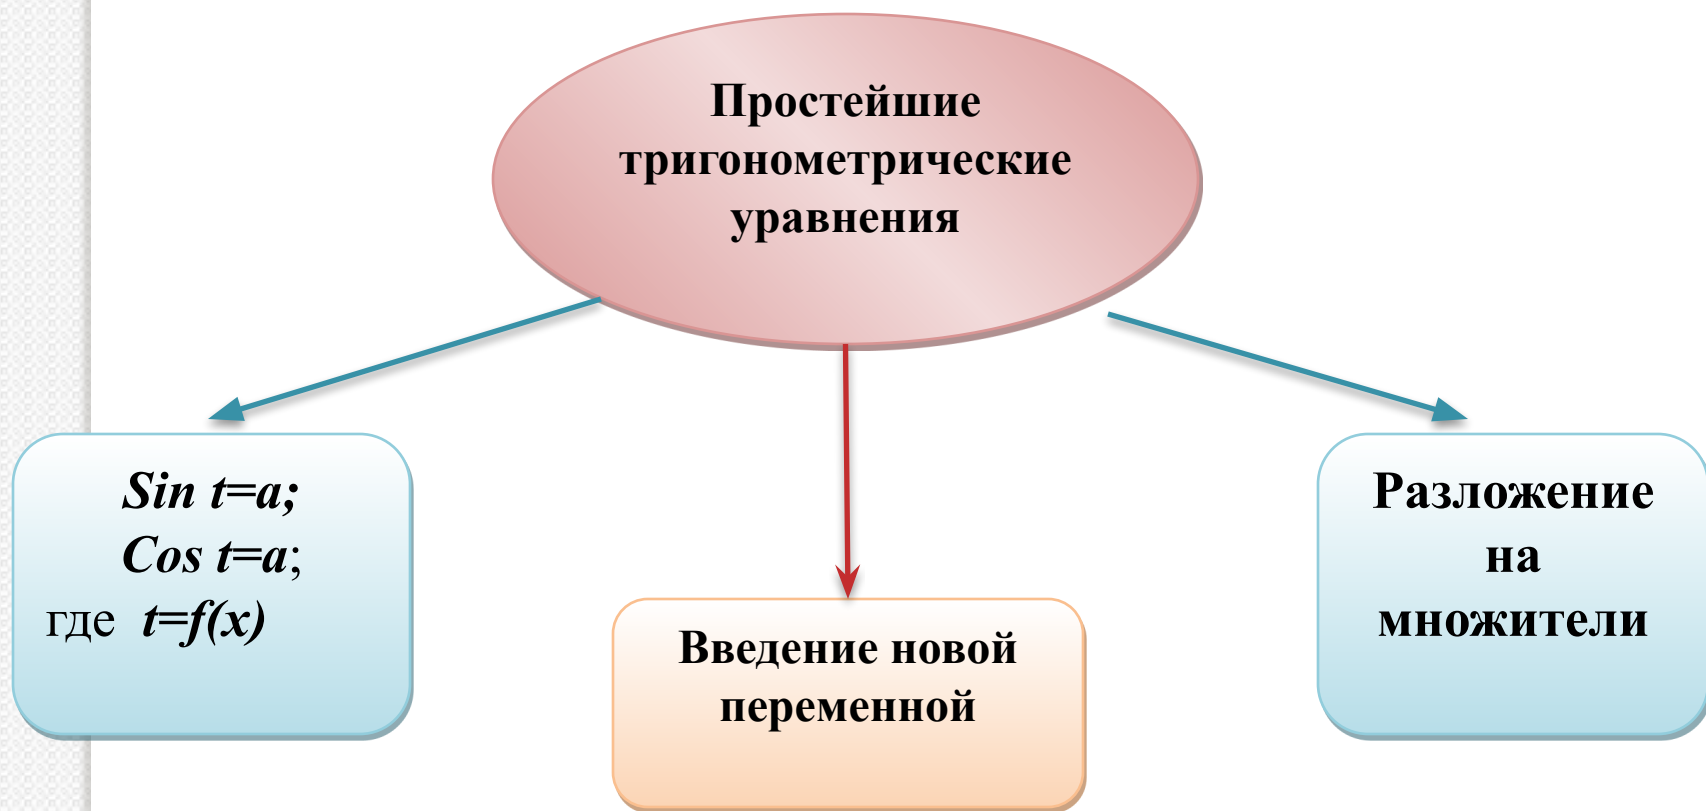 Простейшие
тригонометрические
уравнения
Sin t=a;
Cos t=a;
где t=f(x)
Введение новой
переменной
Разложение
на
множители